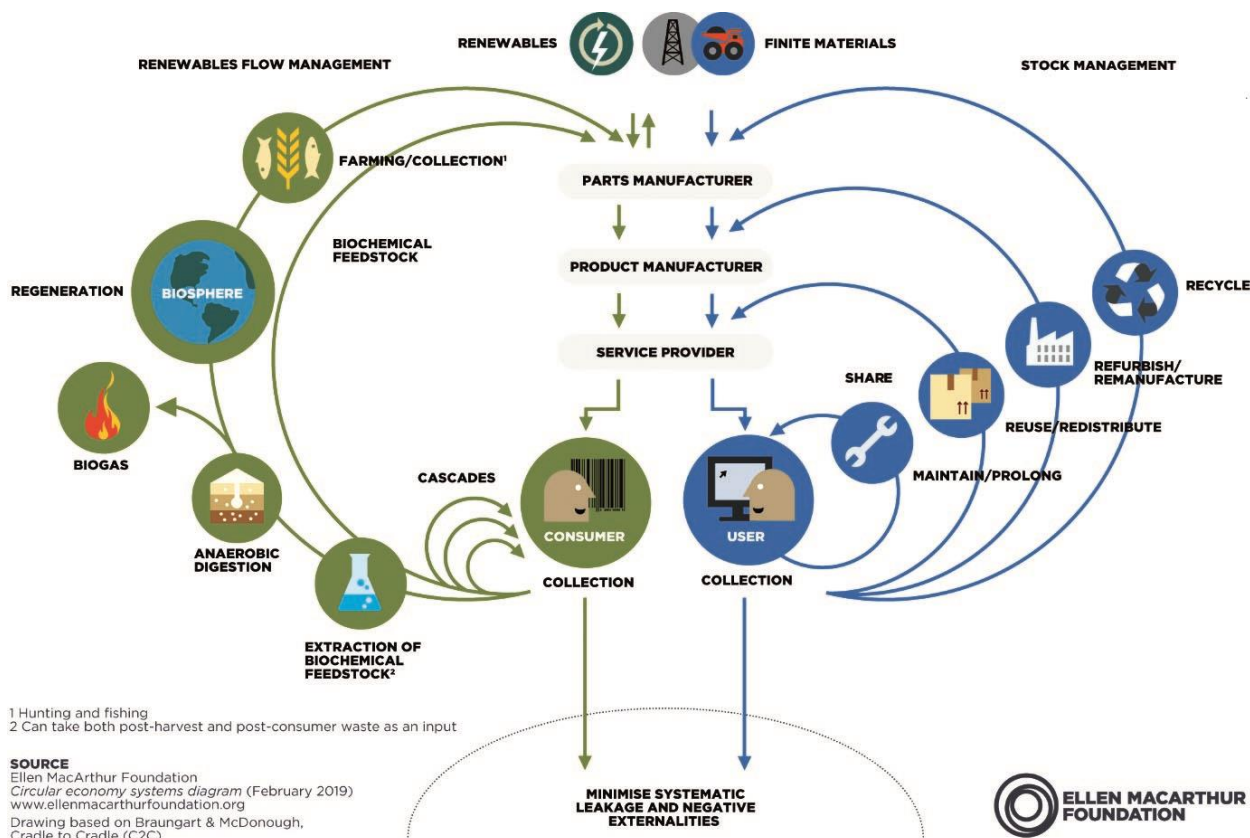 RENEWABLES
FINITE MATERIALS
RENEWABLES FLOW MANAGEMENT
STOCK MANAGEMENT
FARMING/COLLECTION¹
PARTS MANUFACTURER
BIOCHEMICAL
FEEDSTOCK
PRODUCT MANUFACTURER
REGENERATION
BIOSPHERE
RECYCLE
SERVICE PROVIDER
SHARE
REFURBISH/
REMANUFACTURE
REUSE/REDISTRIBUTE
BIOGAS
CASCADES
MAINTAIN/PROLONG
CONSUMER
USER
ANAEROBIC
DIGESTION
COLLECTION
COLLECTION
EXTRACTION OF
BIOCHEMICAL
FEEDSTOCK²
1 Hunting and fishing
2 Can take both post-harvest and post-consumer waste as an input
SOURCE
Ellen MacArthur Foundation
Circular economy systems diagram (February 2019)
www.ellenmacarthurfoundation.org
Drawing based on Braungart & McDonough,
Cradle to Cradle (C2C)
MINIMISE SYSTEMATIC
LEAKAGE AND NEGATIVE
EXTERNALITIES
ELLEN MACARTHUR
FOUNDATION